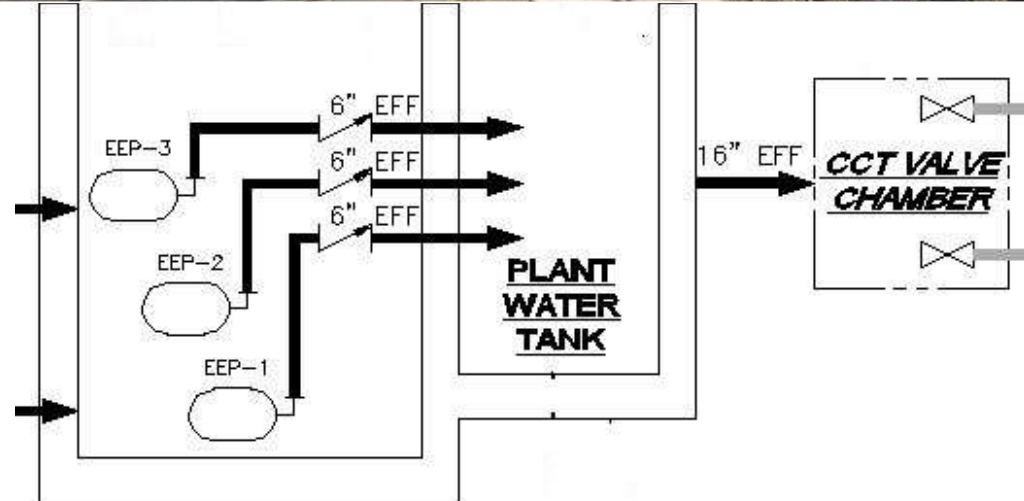 6" EFF
EEP-3
6" EFF
16" EFF
CCT VALVE
CHAMBER
6" EFF
EEP-2
PLANT
WATER
TANK
EEP-1